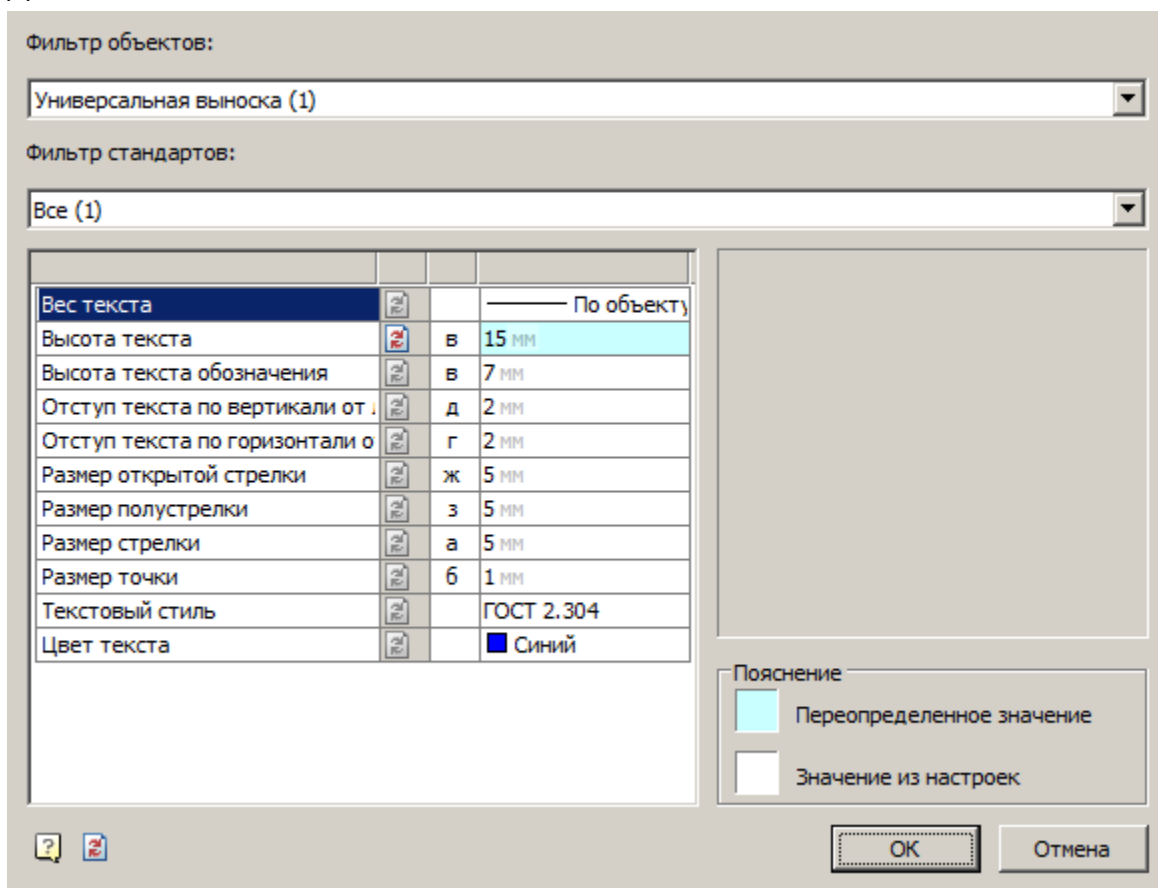 Фильтр объектов:
Универсальная выноска (1)
Фильтр стандартов:
Все (1)
Вес текста По объекту
Высота текста в 15 мм
Высота текста обозначения в 7 мм
Отступ текста по вертикали от д 2 мм
Отступ текста по горизонтали г 2 мм
Размер открытой стрелки ж 5 мм
Размер полустрелки з 5 мм
Размер стрелки а 5 мм
Размер точки б 1 мм
Текстовый стиль ГОСТ 2.304
Цвет текста Синий
Пояснение
Переопределенное значение
Значение из настроек
? ОК Отмена